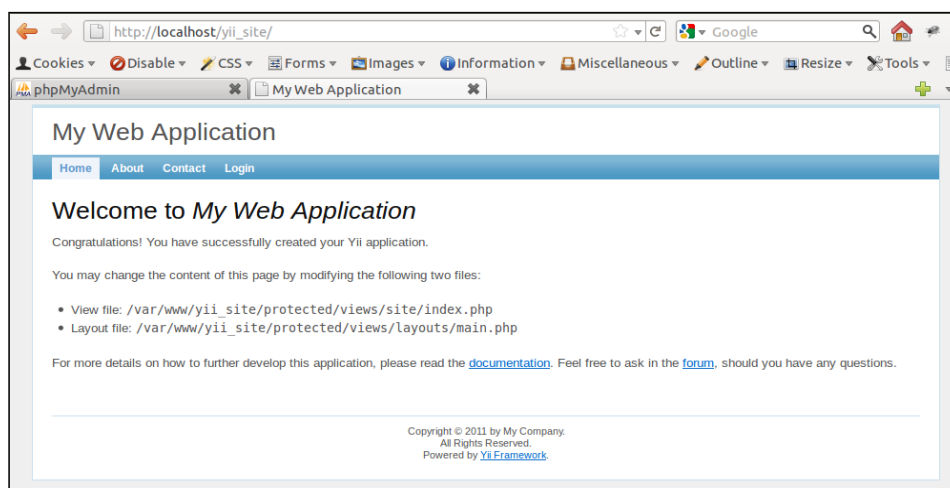 http://localhost/yii_site/ Google
Cookies Disable CSS Forms Images Information Miscellaneous Outline Resize Tools
phpMyAdmin My Web Application
My Web Application
Home About Contact Login
Welcome to My Web Application
Congratulations! You have successfully created your Yii application.
You may change the content of this page by modifying the following two files:
• View file: /var/www/yii_site/protected/views/site/index.php
• Layout file: /var/www/yii_site/protected/views/layouts/main.php
For more details on how to further develop this application, please read the documentation. Feel free to ask in the forum, should you have any questions.
Copyright © 2011 by My Company.
All Rights Reserved.
Powered by Yii Framework.